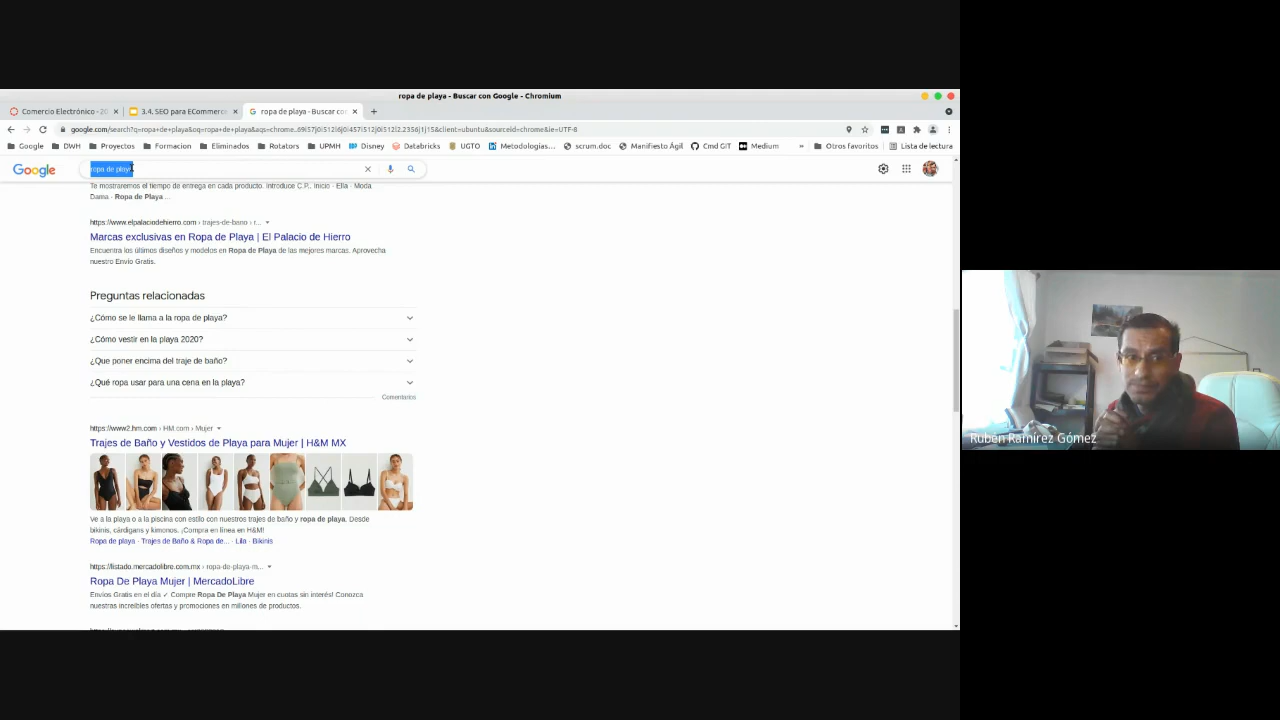 ropa de playa - Buscar con Google - Chromium
Comercio Electrónico - 20
3.4. SEO para ECommerce
ropa de playa - Buscar con
Google
DWH
Proyectos
Formacion
Eliminados
Rotators
UPMH
Disney
Databricks
UGTO
Metodologías...
scrum.doc
Manifiesto Ágil
Cmd GIT
Medium
»
Otros favoritos
Lista de lectura
Google
ropa de playa
Te mostraremos el tiempo de entrega en cada producto. Introduce C.P.. Inicio · Ella · Moda
Dama · Ropa de Playa ...
https://www.elpalaciodehierro.com › trajes-de-bano › r...
Marcas exclusivas en Ropa de Playa | El Palacio de Hierro
Encuentra los últimos diseños y modelos en Ropa de Playa de las mejores marcas. Aprovecha
nuestro Envío Gratis.
Preguntas relacionadas
¿Cómo se le llama a la ropa de playa?
¿Cómo vestir en la playa 2020?
¿Que poner encima del traje de baño?
¿Qué ropa usar para una cena en la playa?
Comentarios
https://www2.hm.com › HM.com › Mujer
Trajes de Baño y Vestidos de Playa para Mujer | H&M MX
Ve a la playa o a la piscina con estilo con nuestros trajes de baño y ropa de playa. Desde
bikinis, cárdigans y kimonos. ¡Compra en línea en H&M!
Ropa de playa · Trajes de Baño & Ropa de... · Lila · Bikinis
https://listado.mercadolibre.com.mx › ropa-de-playa-m...
Ropa De Playa Mujer | MercadoLibre
Envíos Gratis en el día ✓ Compre Ropa De Playa Mujer en cuotas sin interés! Conozca
nuestras increíbles ofertas y promociones en millones de productos.
Rubén Ramírez Gómez